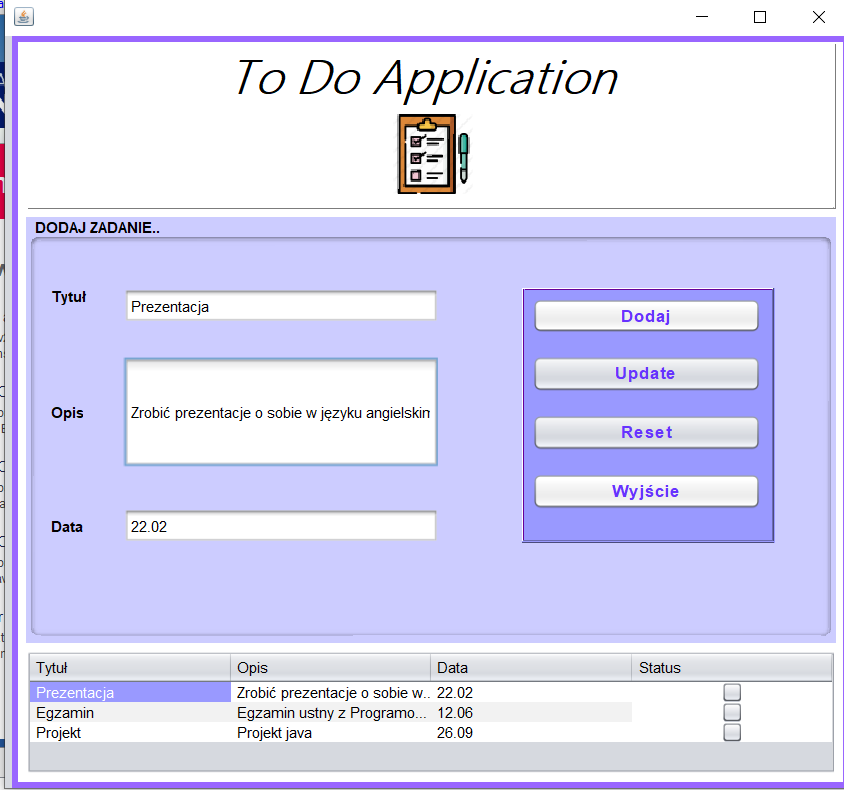 To Do Application
DODAJ ZADANIE..
Tytuł
Prezentacja
Dodaj
Update
Opis
Zrobić prezentacje o sobie w języku angielskim
Reset
Wyjście
Data
22.02
Tytuł Opis Data Status
Prezentacja Zrobić prezentacje o sobie w... 22.02
Egzamin Egzamin ustny z Programo... 12.06
Projekt Projekt java 26.09